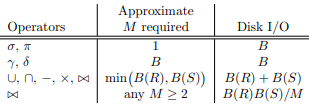 Approximate
Operators M required Disk I/O
σ, π 1 B
γ, δ B B
∪, ∩, −, ×, ⋈ min(B(R), B(S)) B(R) + B(S)
⋈ any M ≥ 2 B(R)B(S)/M